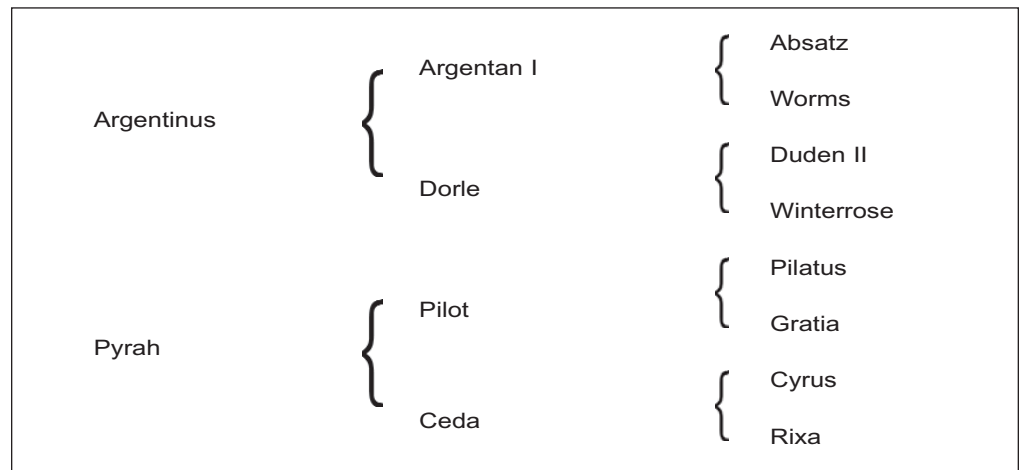 Absatz
Argentan I
Worms
Argentinus
Duden II
Dorle
Winterrose
Pilatus
Pilot
Gratia
Pyrah
Cyrus
Ceda
Rixa